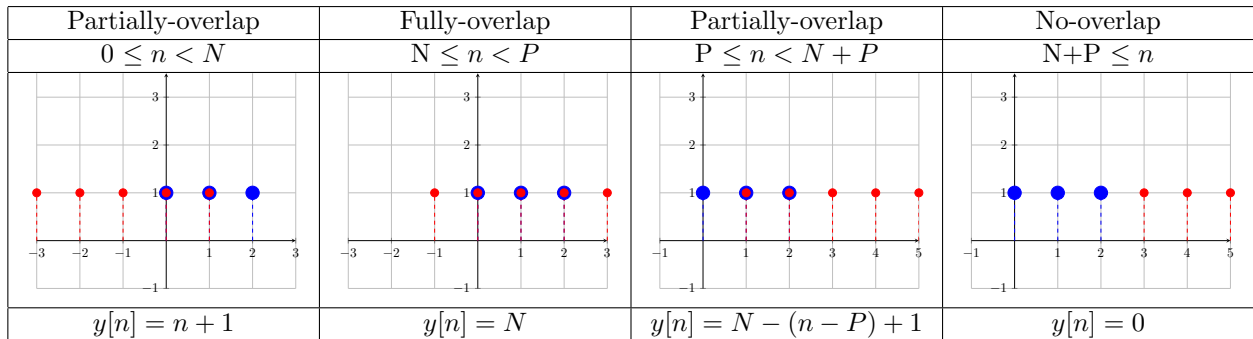 Partially-overlap Fully-overlap Partially-overlap No-overlap
0 ≤ n < N N ≤ n < P P ≤ n < N + P N+P ≤ n
3 3 3 3
2 2 2 2
1 1 1 1
−3 −2 −1 1 2 3 −3 −2 −1 1 2 3 −1 1 2 3 4 5 −1 1 2 3 4 5
−1 −1 −1 −1
y[n] = n + 1 y[n] = N y[n] = N − (n − P) + 1 y[n] = 0